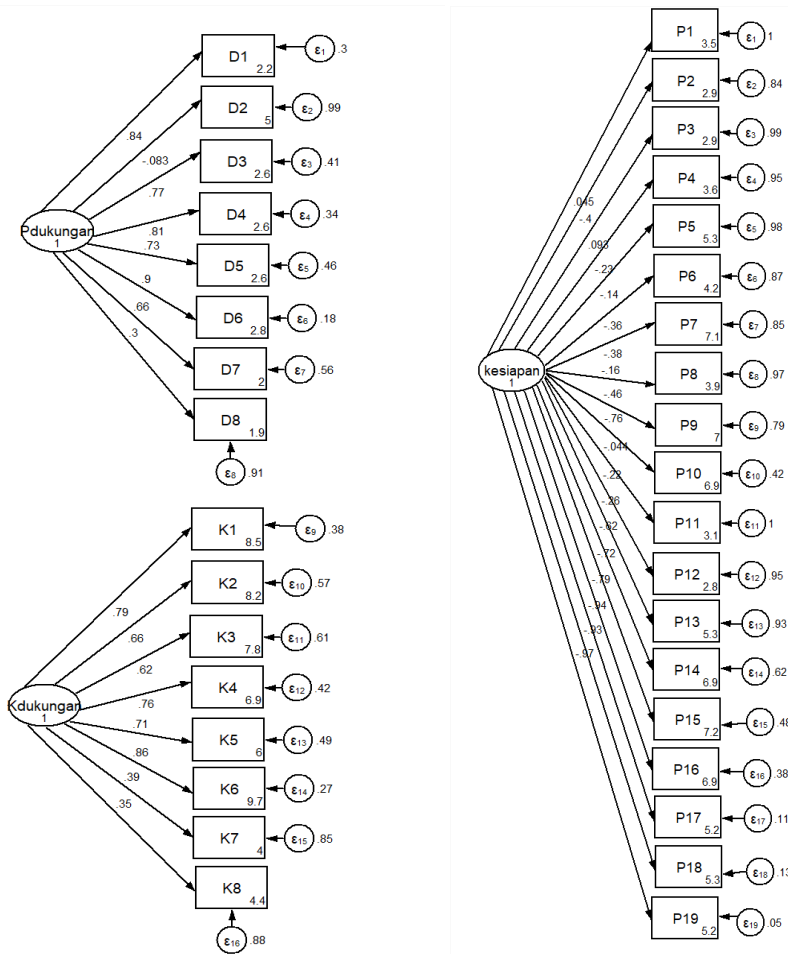 D1
2.2
ε1
.3
D2
5
ε2
.99
D3
2.6
ε3
.41
D4
2.6
ε4
.34
D5
2.6
ε5
.46
D6
2.8
ε6
.18
D7
2
ε7
.56
D8
1.9
ε8
.91
Pdukungan
1
.84
-.083
.77
.81
.73
.9
.66
.3
K1
8.5
ε9
.38
K2
8.2
ε10
.57
K3
7.8
ε11
.61
K4
6.9
ε12
.42
K5
6
ε13
.49
K6
9.7
ε14
.27
K7
4
ε15
.85
K8
4.4
ε16
.88
Kdukungan
1
.79
.66
.62
.76
.71
.86
.39
.35
P1
3.5
ε1
1
P2
2.9
ε2
.84
P3
2.9
ε3
.99
P4
3.6
ε4
.95
P5
5.3
ε5
.98
P6
4.2
ε6
.87
P7
7.1
ε7
.85
P8
3.9
ε8
.97
P9
7
ε9
.79
P10
6.9
ε10
.42
P11
3.1
ε11
1
P12
2.8
ε12
.95
P13
5.3
ε13
.93
P14
6.9
ε14
.62
P15
7.2
ε15
.48
P16
6.9
ε16
.38
P17
5.2
ε17
.11
P18
5.3
ε18
.13
P19
5.2
ε19
.05
kesiapan
1
.045
-.4
.093
-.23
-.14
-.36
-.38
-.16
-.46
-.76
-.044
-.22
-.26
-.62
-.72
-.79
-.94
-.93
-.97